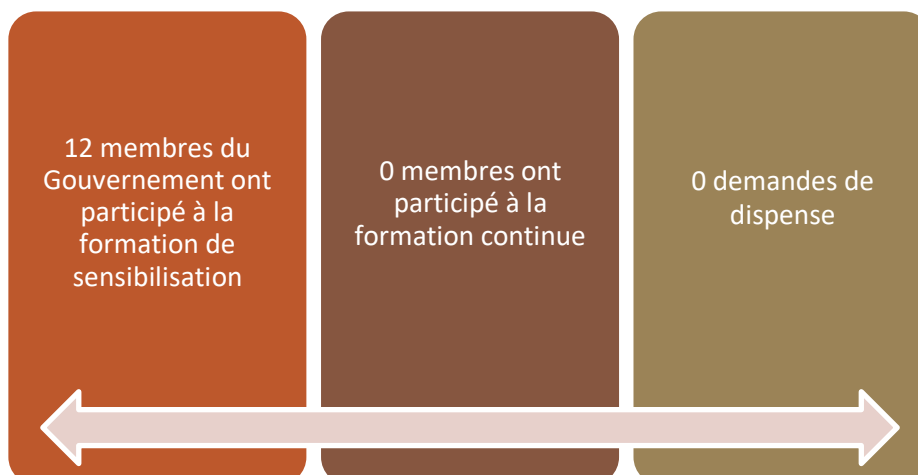 12 membres du
Gouvernement ont
participé à la
formation de
sensibilisation
0 membres ont
participé à la
formation continue
0 demandes de
dispense